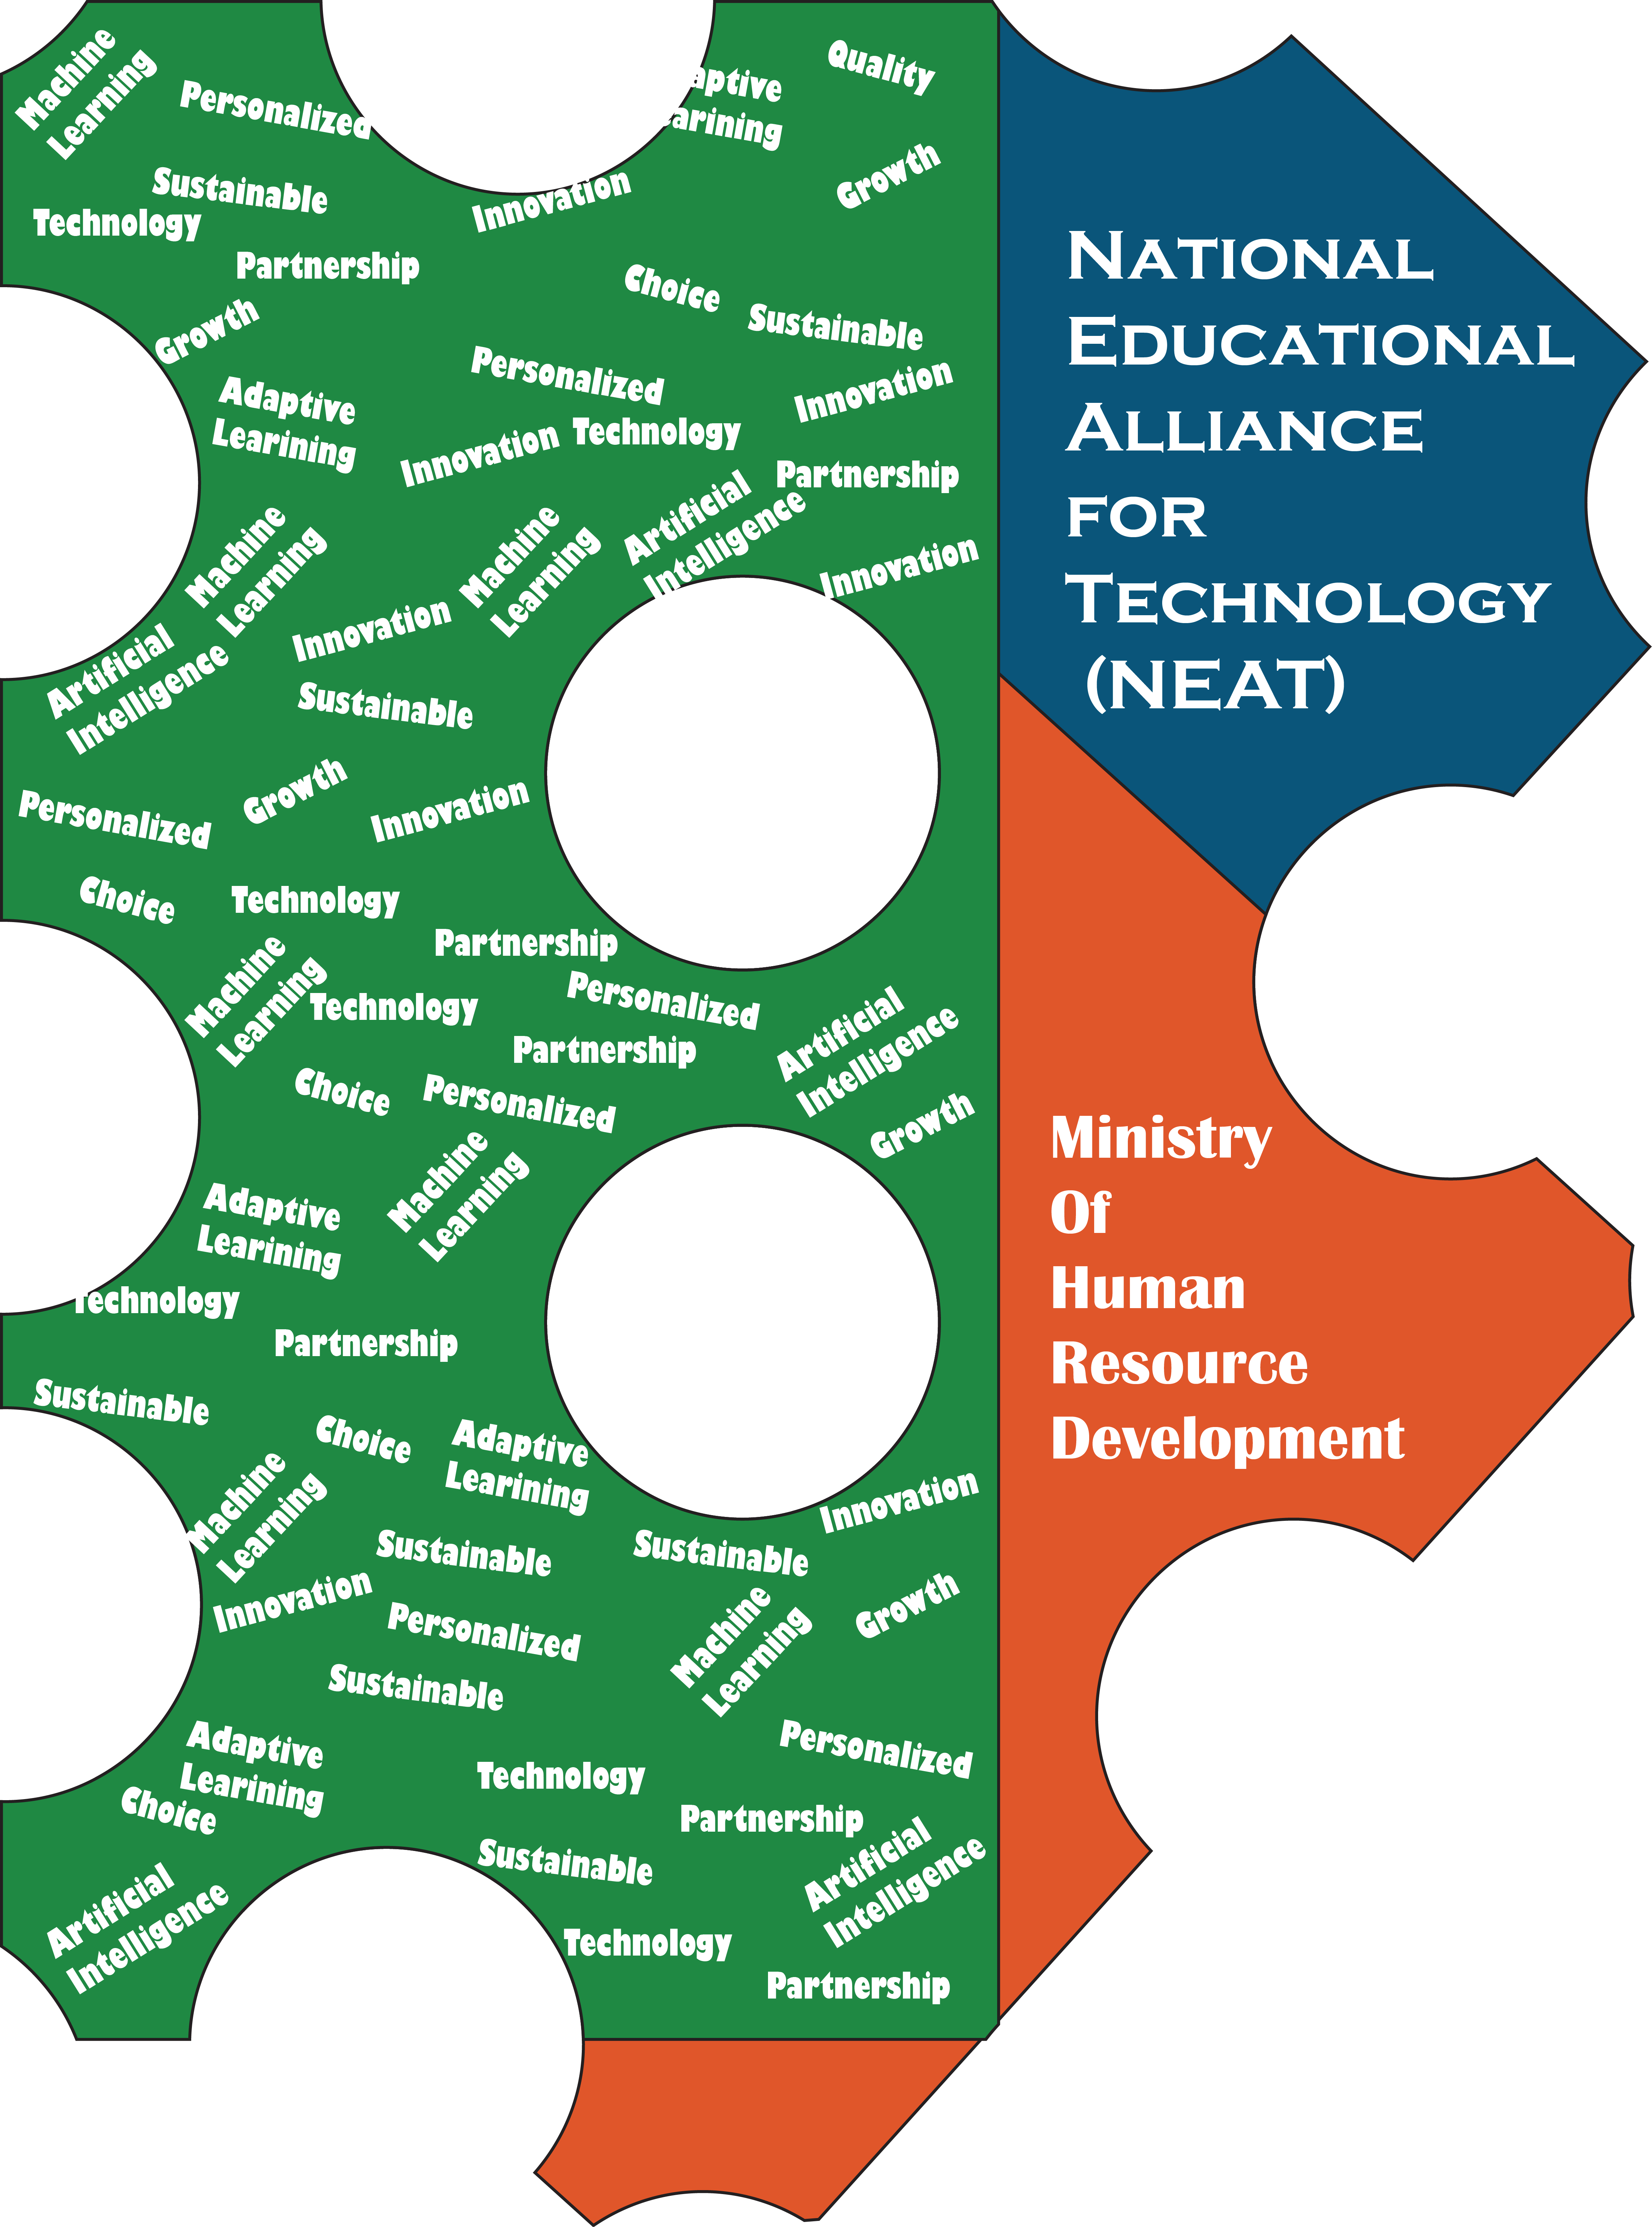 Machine
Learning
Personalized
aptive
arining
Quality
Sustainable
Technology
Innovation
Growth
Partnership
Choice
Sustainable
Growth
Personalized
Innovation
Adaptive
Learining
Innovation
Technology
Partnership
Machine
Learning
Machine
Learning
Artificial
Intelligence
Innovation
Innovation
Artificial
Intelligence
Sustainable
Growth
Innovation
Personalized
Choice
Technology
Partnership
Machine
Learning
Technology
Personalized
Partnership
Artificial
Intelligence
Choice
Personalized
Growth
Machine
Learning
Adaptive
Learining
Technology
Partnership
Sustainable
Choice
Adaptive
Learining
Machine
Learning
Innovation
Sustainable
Sustainable
Innovation
Personalized
Machine
Learning
Growth
Sustainable
Adaptive
Learining
Choice
Technology
Personalized
Partnership
Sustainable
Artificial
Intelligence
Artificial
Intelligence
Technology
Partnership
National
Educational
Alliance
for
Technology
(NEAT)
Ministry
Of
Human
Resource
Development